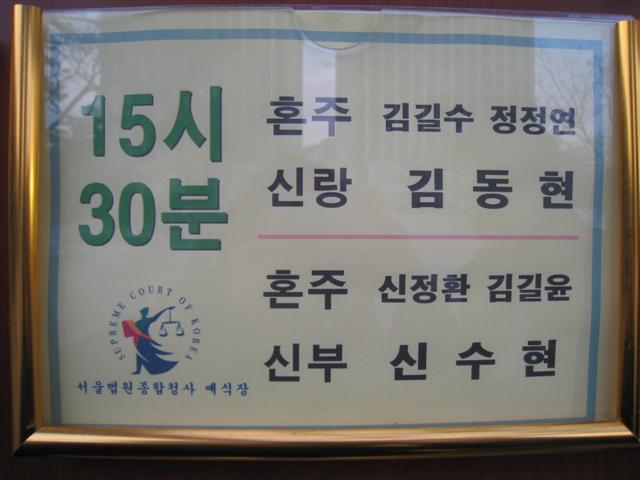 15시
30분
혼주 김길수 정정연
신랑 김동현
혼주 신정환 김길윤
신부 신수현
SUPREME COURT OF KOREA
서울법원종합청사 예식장